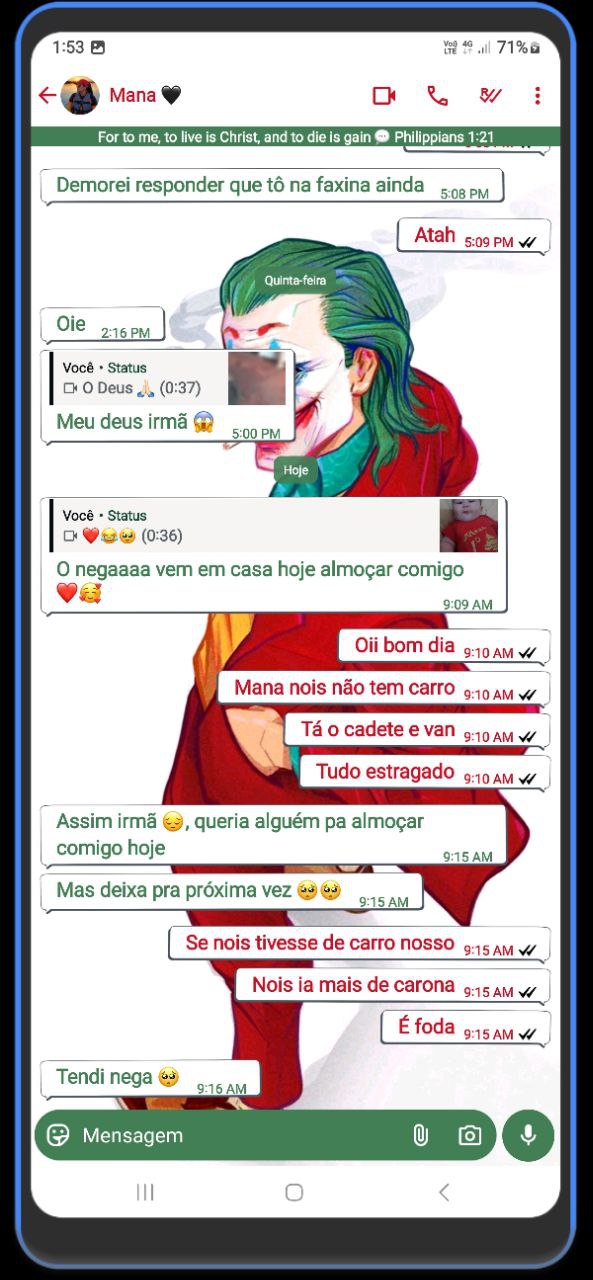 1:53
Vo)) LTE 4G 71%
Mana 🖤
For to me, to live is Christ, and to die is gain 💬 Philippians 1:21
Demorei responder que tô na faxina ainda 5:08 PM
Atah 5:09 PM
Quinta-feira
Oie 2:16 PM
Você • Status
O Deus 🙏🏻 (0:37)
Meu deus irmã 😱 5:00 PM
Hoje
Você • Status
❤️😂🥺 (0:36)
O negaaaa vem em casa hoje almoçar comigo
❤️🥰 9:09 AM
Oii bom dia 9:10 AM
Mana nois não tem carro 9:10 AM
Tá o cadete e van 9:10 AM
Tudo estragado 9:10 AM
Assim irmã 😔, queria alguém pa almoçar
comigo hoje 9:15 AM
Mas deixa pra próxima vez 🥺🥺 9:15 AM
Se nois tivesse de carro nosso 9:15 AM
Nois ia mais de carona 9:15 AM
É foda 9:15 AM
Tendi nega 🥺 9:16 AM
Mensagem